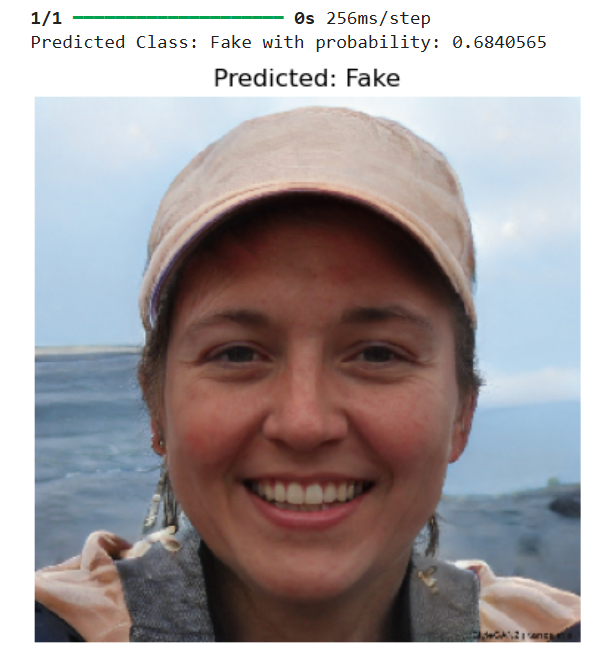 1/1 ━━━━━━━━━━━━━━━━━━━━ 0s 256ms/step
Predicted Class: Fake with probability: 0.6840565
Predicted: Fake